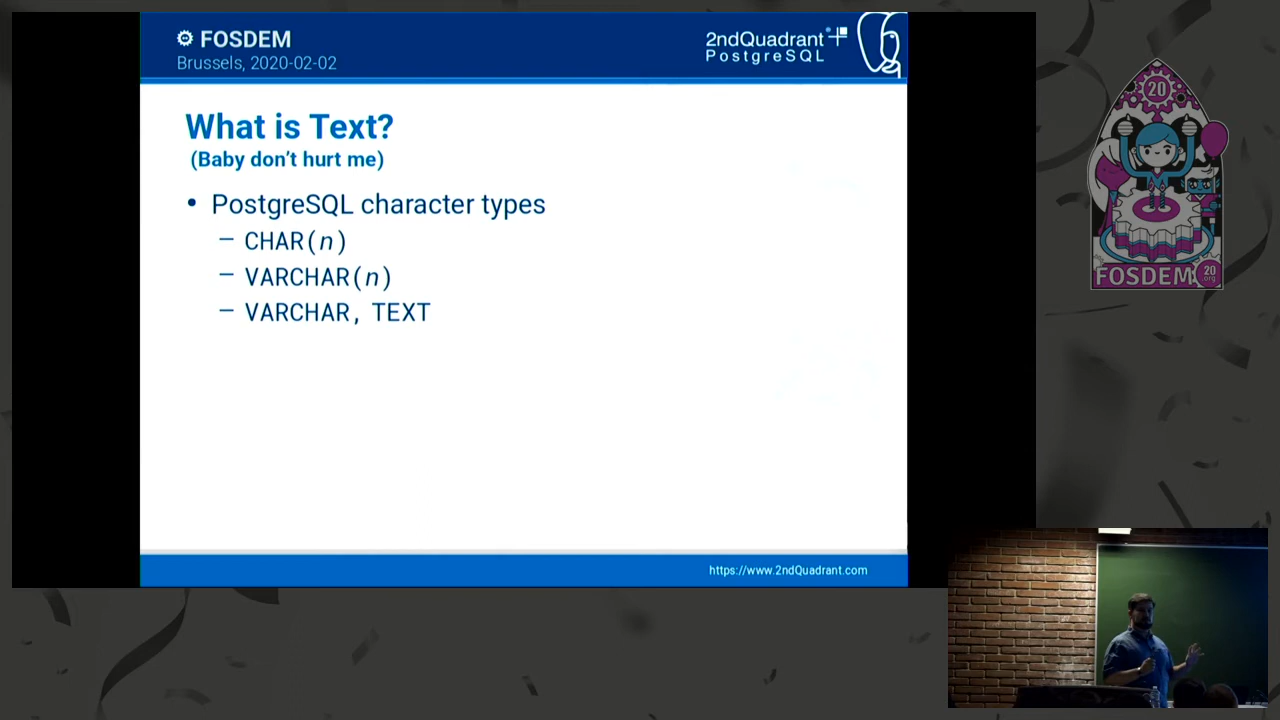 FOSDEM
Brussels, 2020-02-02
2ndQuadrant
PostgreSQL
What is Text?
(Baby don’t hurt me)
• PostgreSQL character types
– CHAR(n)
– VARCHAR(n)
– VARCHAR, TEXT
https://www.2ndQuadrant.com
20
FOSDEM
20
org